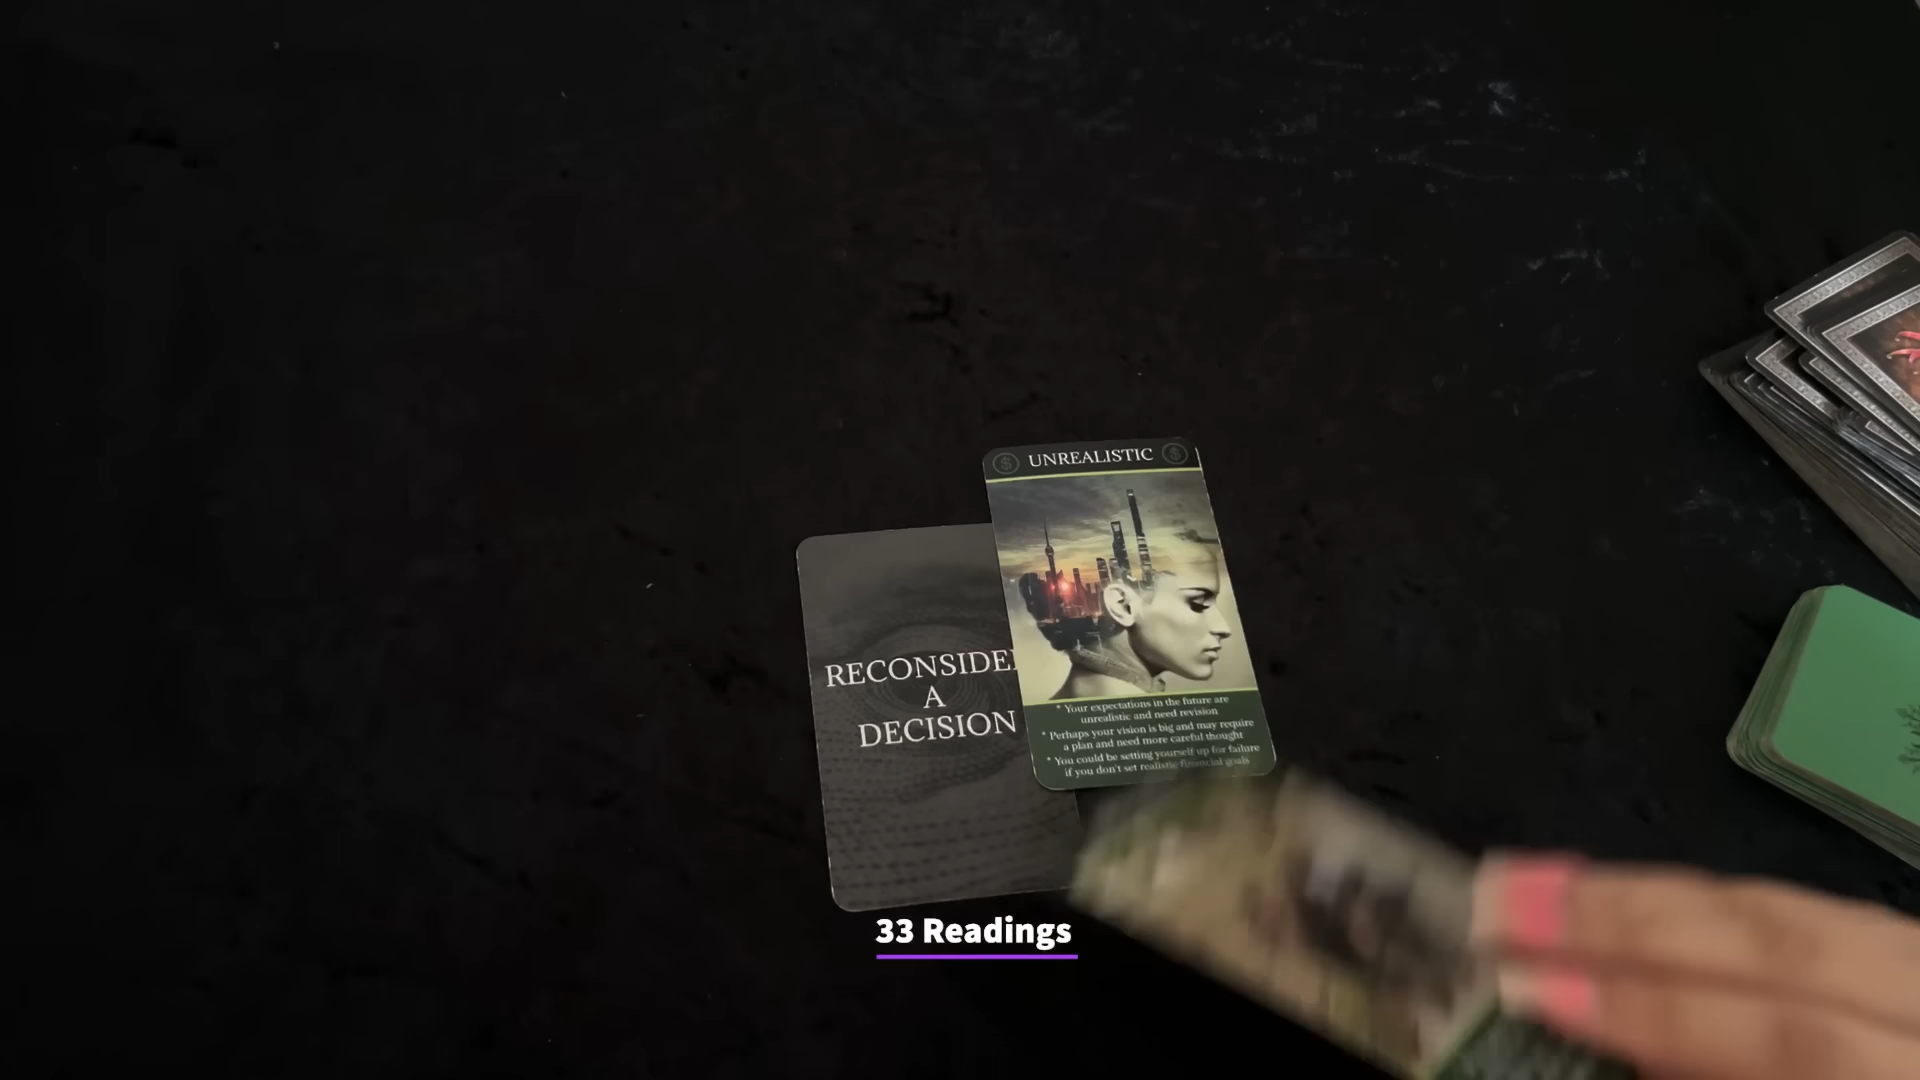 UNREALISTIC
RECONSIDER
A
DECISION
* Your expectations in the future are
unrealistic and need revision
* Perhaps your vision is big and may require
a plan and need more careful thought
* You could be setting yourself up for failure
if you don't set realistic financial goals
33 Readings